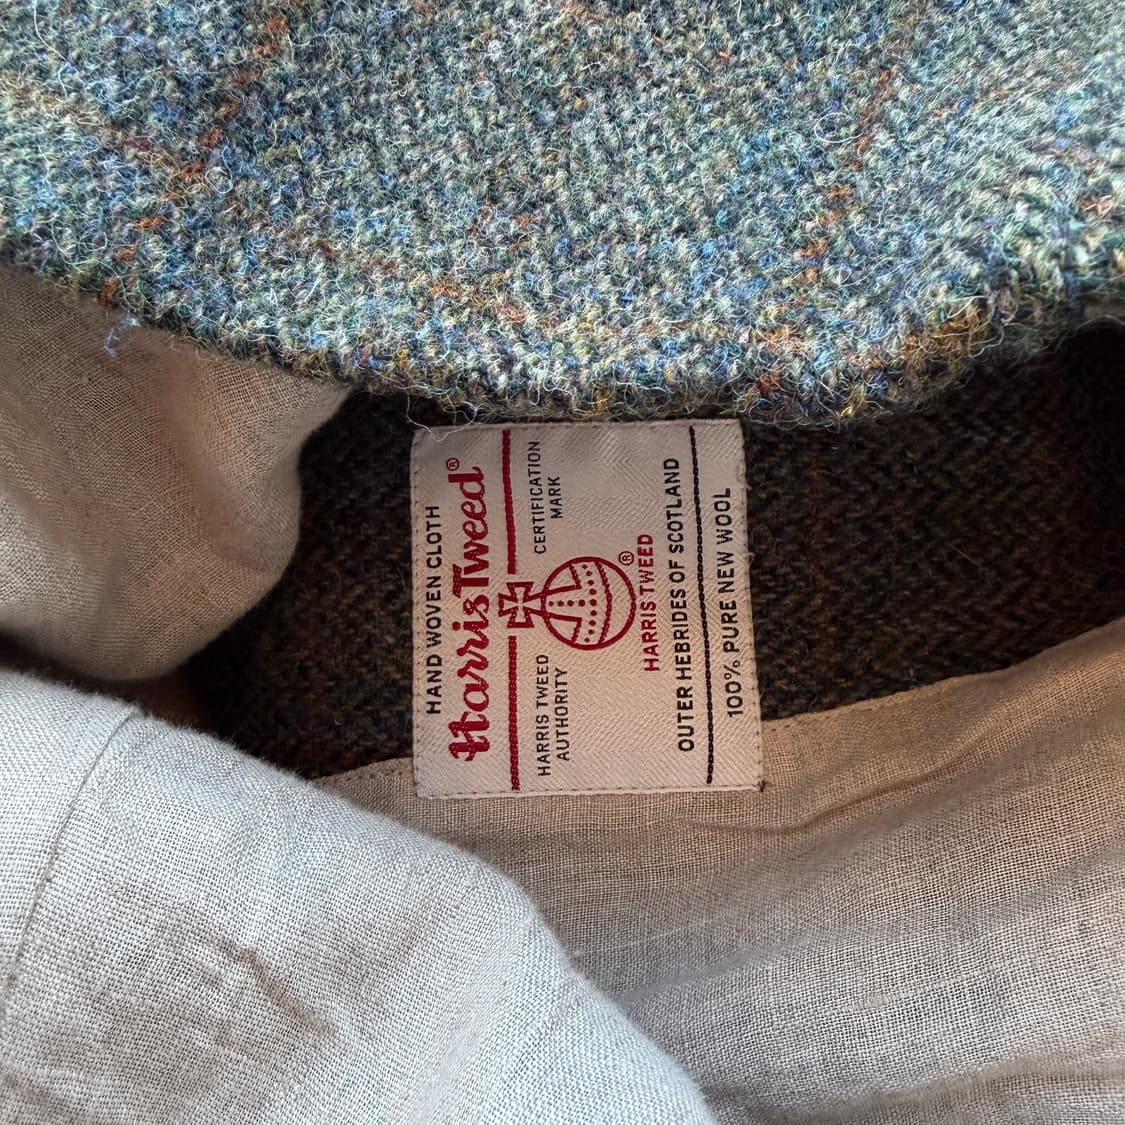 HAND WOVEN CLOTH
Harris Tweed®
HARRIS TWEED
AUTHORITY
CERTIFICATION
MARK
®
HARRIS TWEED
OUTER HEBRIDES OF SCOTLAND
100% PURE NEW WOOL